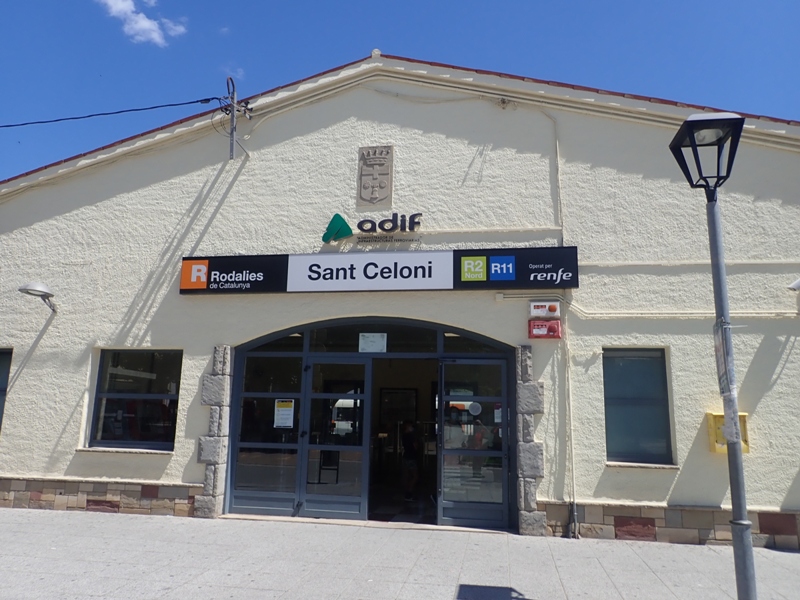 adif
R Rodalies
de Catalunya
Sant Celoni
R2
Nord
R11
Operat per
renfe